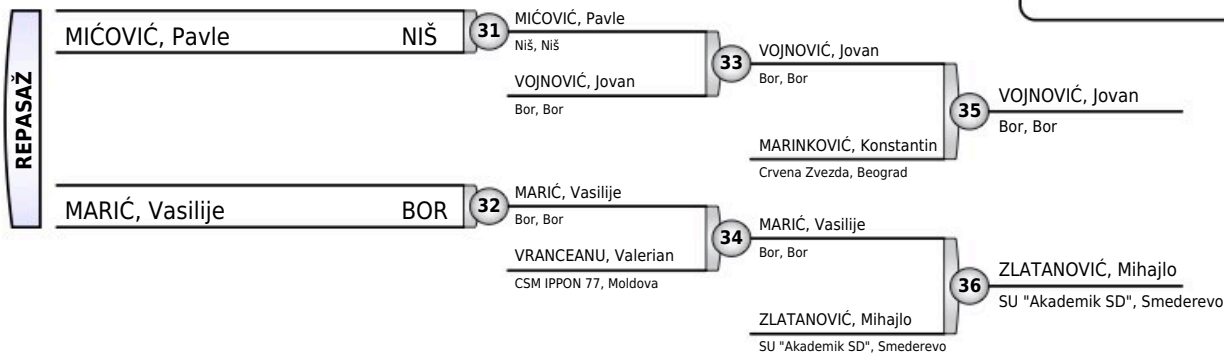 REPASAŽ
MIĆOVIĆ, Pavle NIŠ
31
MIĆOVIĆ, Pavle
Niš, Niš
VOJNOVIĆ, Jovan
Bor, Bor
33
VOJNOVIĆ, Jovan
Bor, Bor
MARINKOVIĆ, Konstantin
Crvena Zvezda, Beograd
35
VOJNOVIĆ, Jovan
Bor, Bor
MARIĆ, Vasilije BOR
32
MARIĆ, Vasilije
Bor, Bor
VRANCEANU, Valerian
CSM IPPON 77, Moldova
34
MARIĆ, Vasilije
Bor, Bor
ZLATANOVIĆ, Mihajlo
SU "Akademik SD", Smederevo
36
ZLATANOVIĆ, Mihajlo
SU "Akademik SD", Smederevo